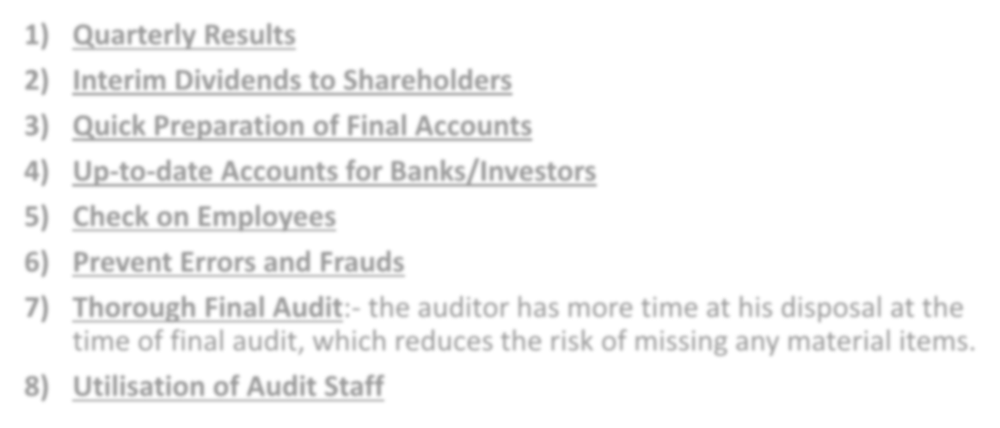 1) Quarterly Results
2) Interim Dividends to Shareholders
3) Quick Preparation of Final Accounts
4) Up-to-date Accounts for Banks/Investors
5) Check on Employees
6) Prevent Errors and Frauds
7) Thorough Final Audit:- the auditor has more time at his disposal at the
time of final audit, which reduces the risk of missing any material items.
8) Utilisation of Audit Staff